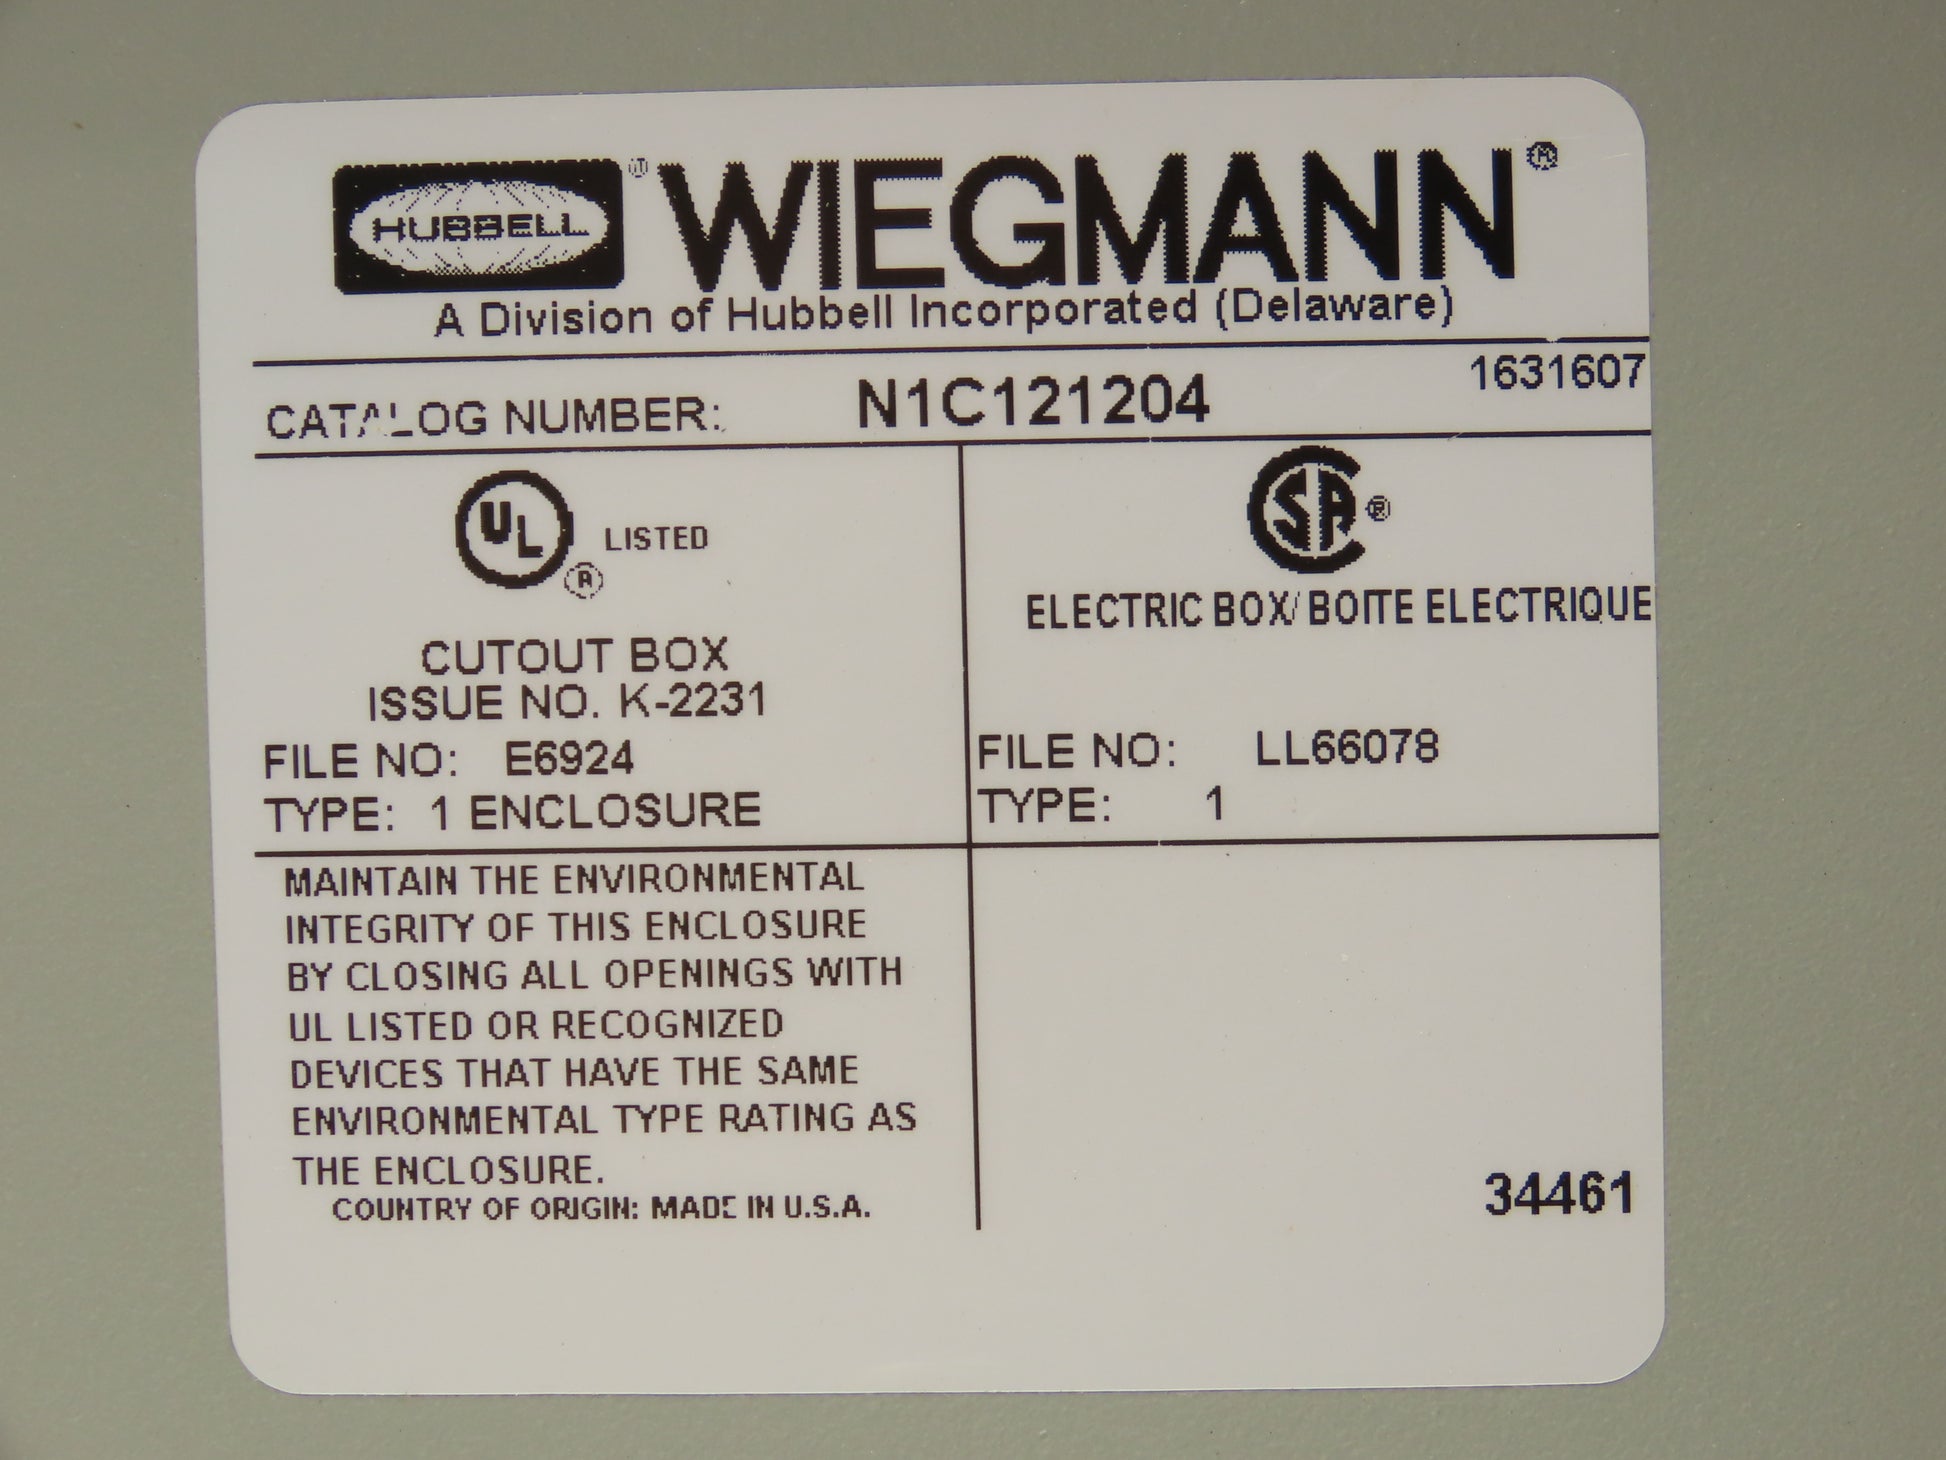 HUBBELL ® WIEGMANN ®
A Division of Hubbell Incorporated (Delaware)
1631607
CATALOG NUMBER: N1C121204
UL ® LISTED
CUTOUT BOX
ISSUE NO. K-2231
FILE NO: E6924
TYPE: 1 ENCLOSURE
CSA ®
ELECTRIC BOX/ BOITE ELECTRIQUE
FILE NO: LL66078
TYPE: 1
MAINTAIN THE ENVIRONMENTAL
INTEGRITY OF THIS ENCLOSURE
BY CLOSING ALL OPENINGS WITH
UL LISTED OR RECOGNIZED
DEVICES THAT HAVE THE SAME
ENVIRONMENTAL TYPE RATING AS
THE ENCLOSURE.
COUNTRY OF ORIGIN: MADE IN U.S.A.
34461